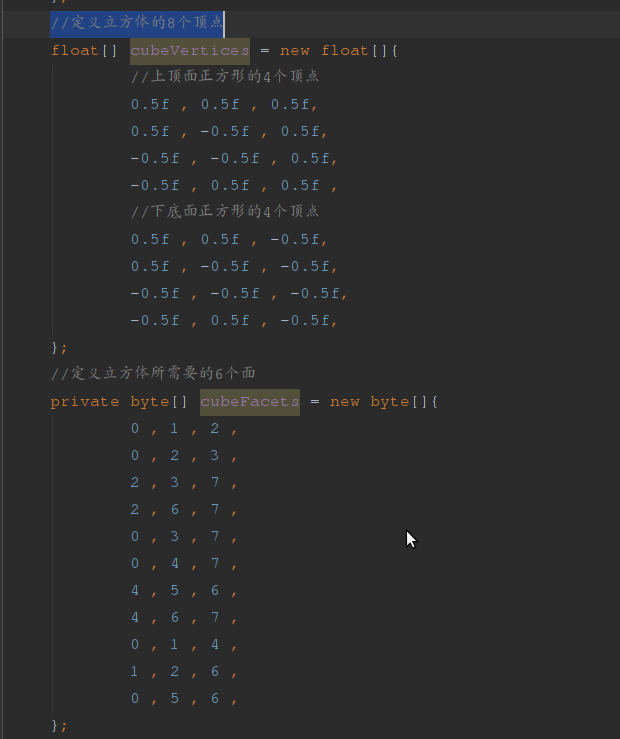 };
//定义立方体的8个顶点
float[] cubeVertices = new float[]{
//上顶面正方形的4个顶点
0.5f , 0.5f , 0.5f,
0.5f , -0.5f , 0.5f,
-0.5f , -0.5f , 0.5f,
-0.5f , 0.5f , 0.5f ,
//下底面正方形的4个顶点
0.5f , 0.5f , -0.5f,
0.5f , -0.5f , -0.5f,
-0.5f , -0.5f , -0.5f,
-0.5f , 0.5f , -0.5f,
};
//定义立方体所需要的6个面
private byte[] cubeFacets = new byte[]{
0 , 1 , 2 ,
0 , 2 , 3 ,
2 , 3 , 7 ,
2 , 6 , 7 ,
0 , 3 , 7 ,
0 , 4 , 7 ,
4 , 5 , 6 ,
4 , 6 , 7 ,
0 , 1 , 4 ,
1 , 2 , 6 ,
0 , 5 , 6 ,
};